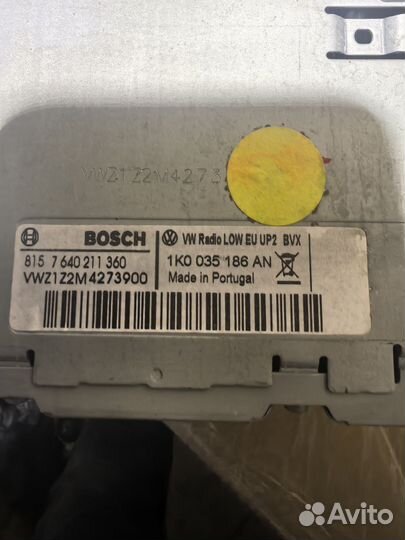 VWZ1Z2M4273
BOSCH
VW Radio LOW EU UP2 BVX
815 7 640 211 360
1K0 035 186 AN
VWZ1Z2M4273900
Made in Portugal
Avito